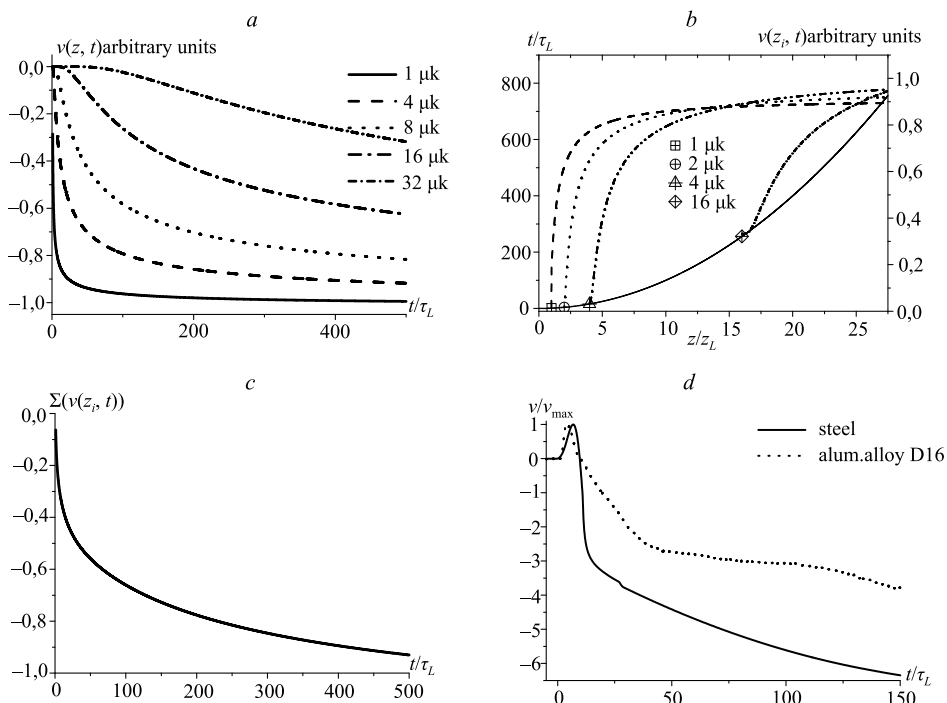 a
v(z, t)arbitrary units
0,0
–0,2
–0,4
–0,6
–0,8
–1,0
0
200
400
t/τL
1 μk
4 μk
8 μk
16 μk
32 μk
b
t/τL
v(zi, t)arbitrary units
800
600
400
200
0
1,0
0,8
0,6
0,4
0,2
0,0
0
5
10
15
20
25
z/zL
1 μk
2 μk
4 μk
16 μk
c
Σ(v(zi, t))
0,0
–0,2
–0,4
–0,6
–0,8
–1,0
0
100
200
300
400
500
t/τL
d
v/vmax
1
0
–1
–2
–3
–4
–5
–6
0
50
100
150
t/τL
steel
alum.alloy D16